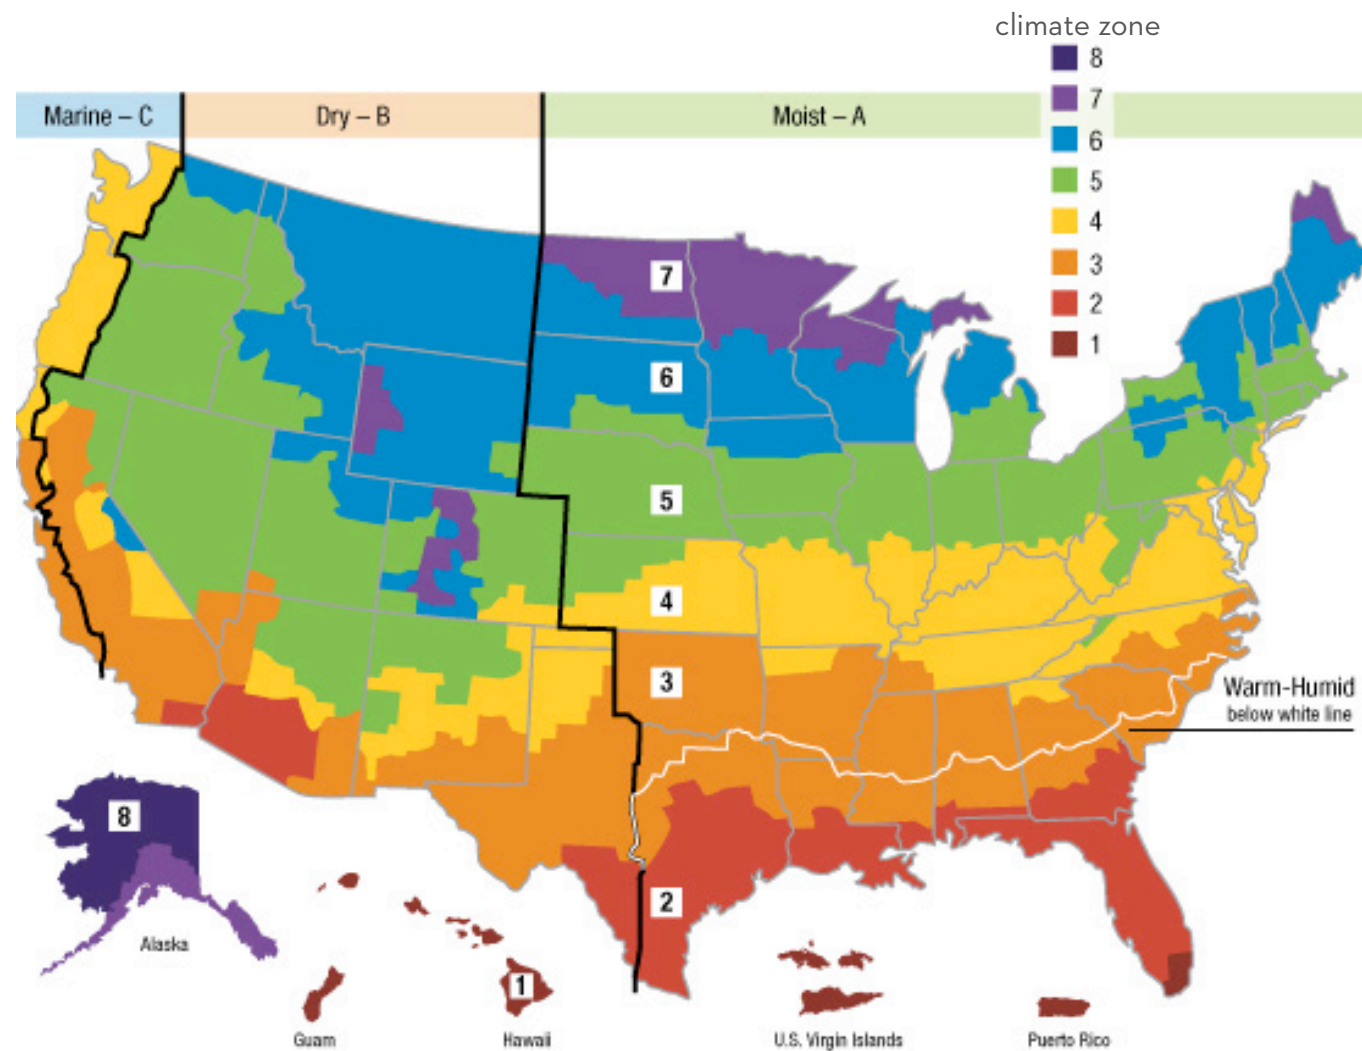 climate zone
8
7
6
5
4
3
2
1
Marine – C
Dry – B
Moist – A
7
6
5
4
3
2
Warm-Humid
below white line
8
Alaska
1
Guam
Hawaii
U.S. Virgin Islands
Puerto Rico